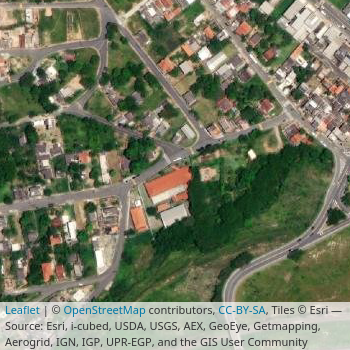 Leaflet | © OpenStreetMap contributors, CC-BY-SA, Tiles © Esri —
Source: Esri, i-cubed, USDA, USGS, AEX, GeoEye, Getmapping,
Aerogrid, IGN, IGP, UPR-EGP, and the GIS User Community